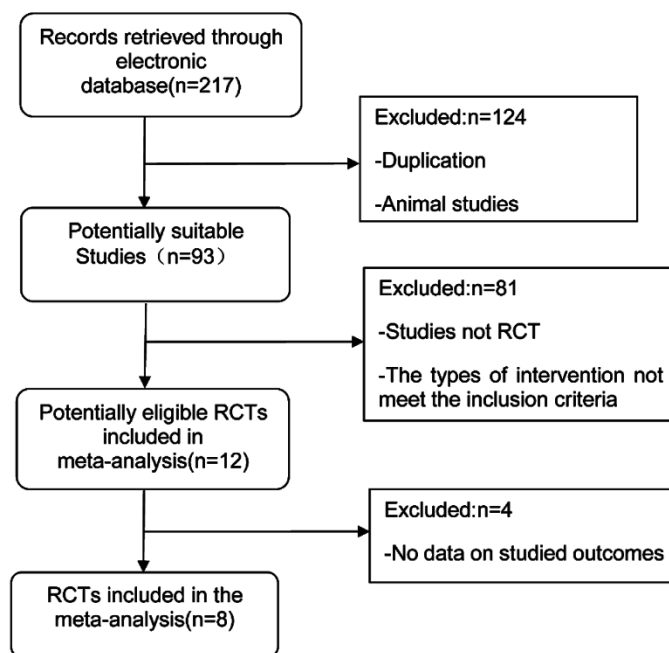 Records retrieved through
electronic
database(n=217)
Excluded:n=124
-Duplication
-Animal studies
Potentially suitable
Studies（n=93）
Excluded:n=81
-Studies not RCT
-The types of intervention not
meet the inclusion criteria
Potentially eligible RCTs
included in
meta-analysis(n=12)
Excluded:n=4
-No data on studied outcomes
RCTs included in the
meta-analysis(n=8)